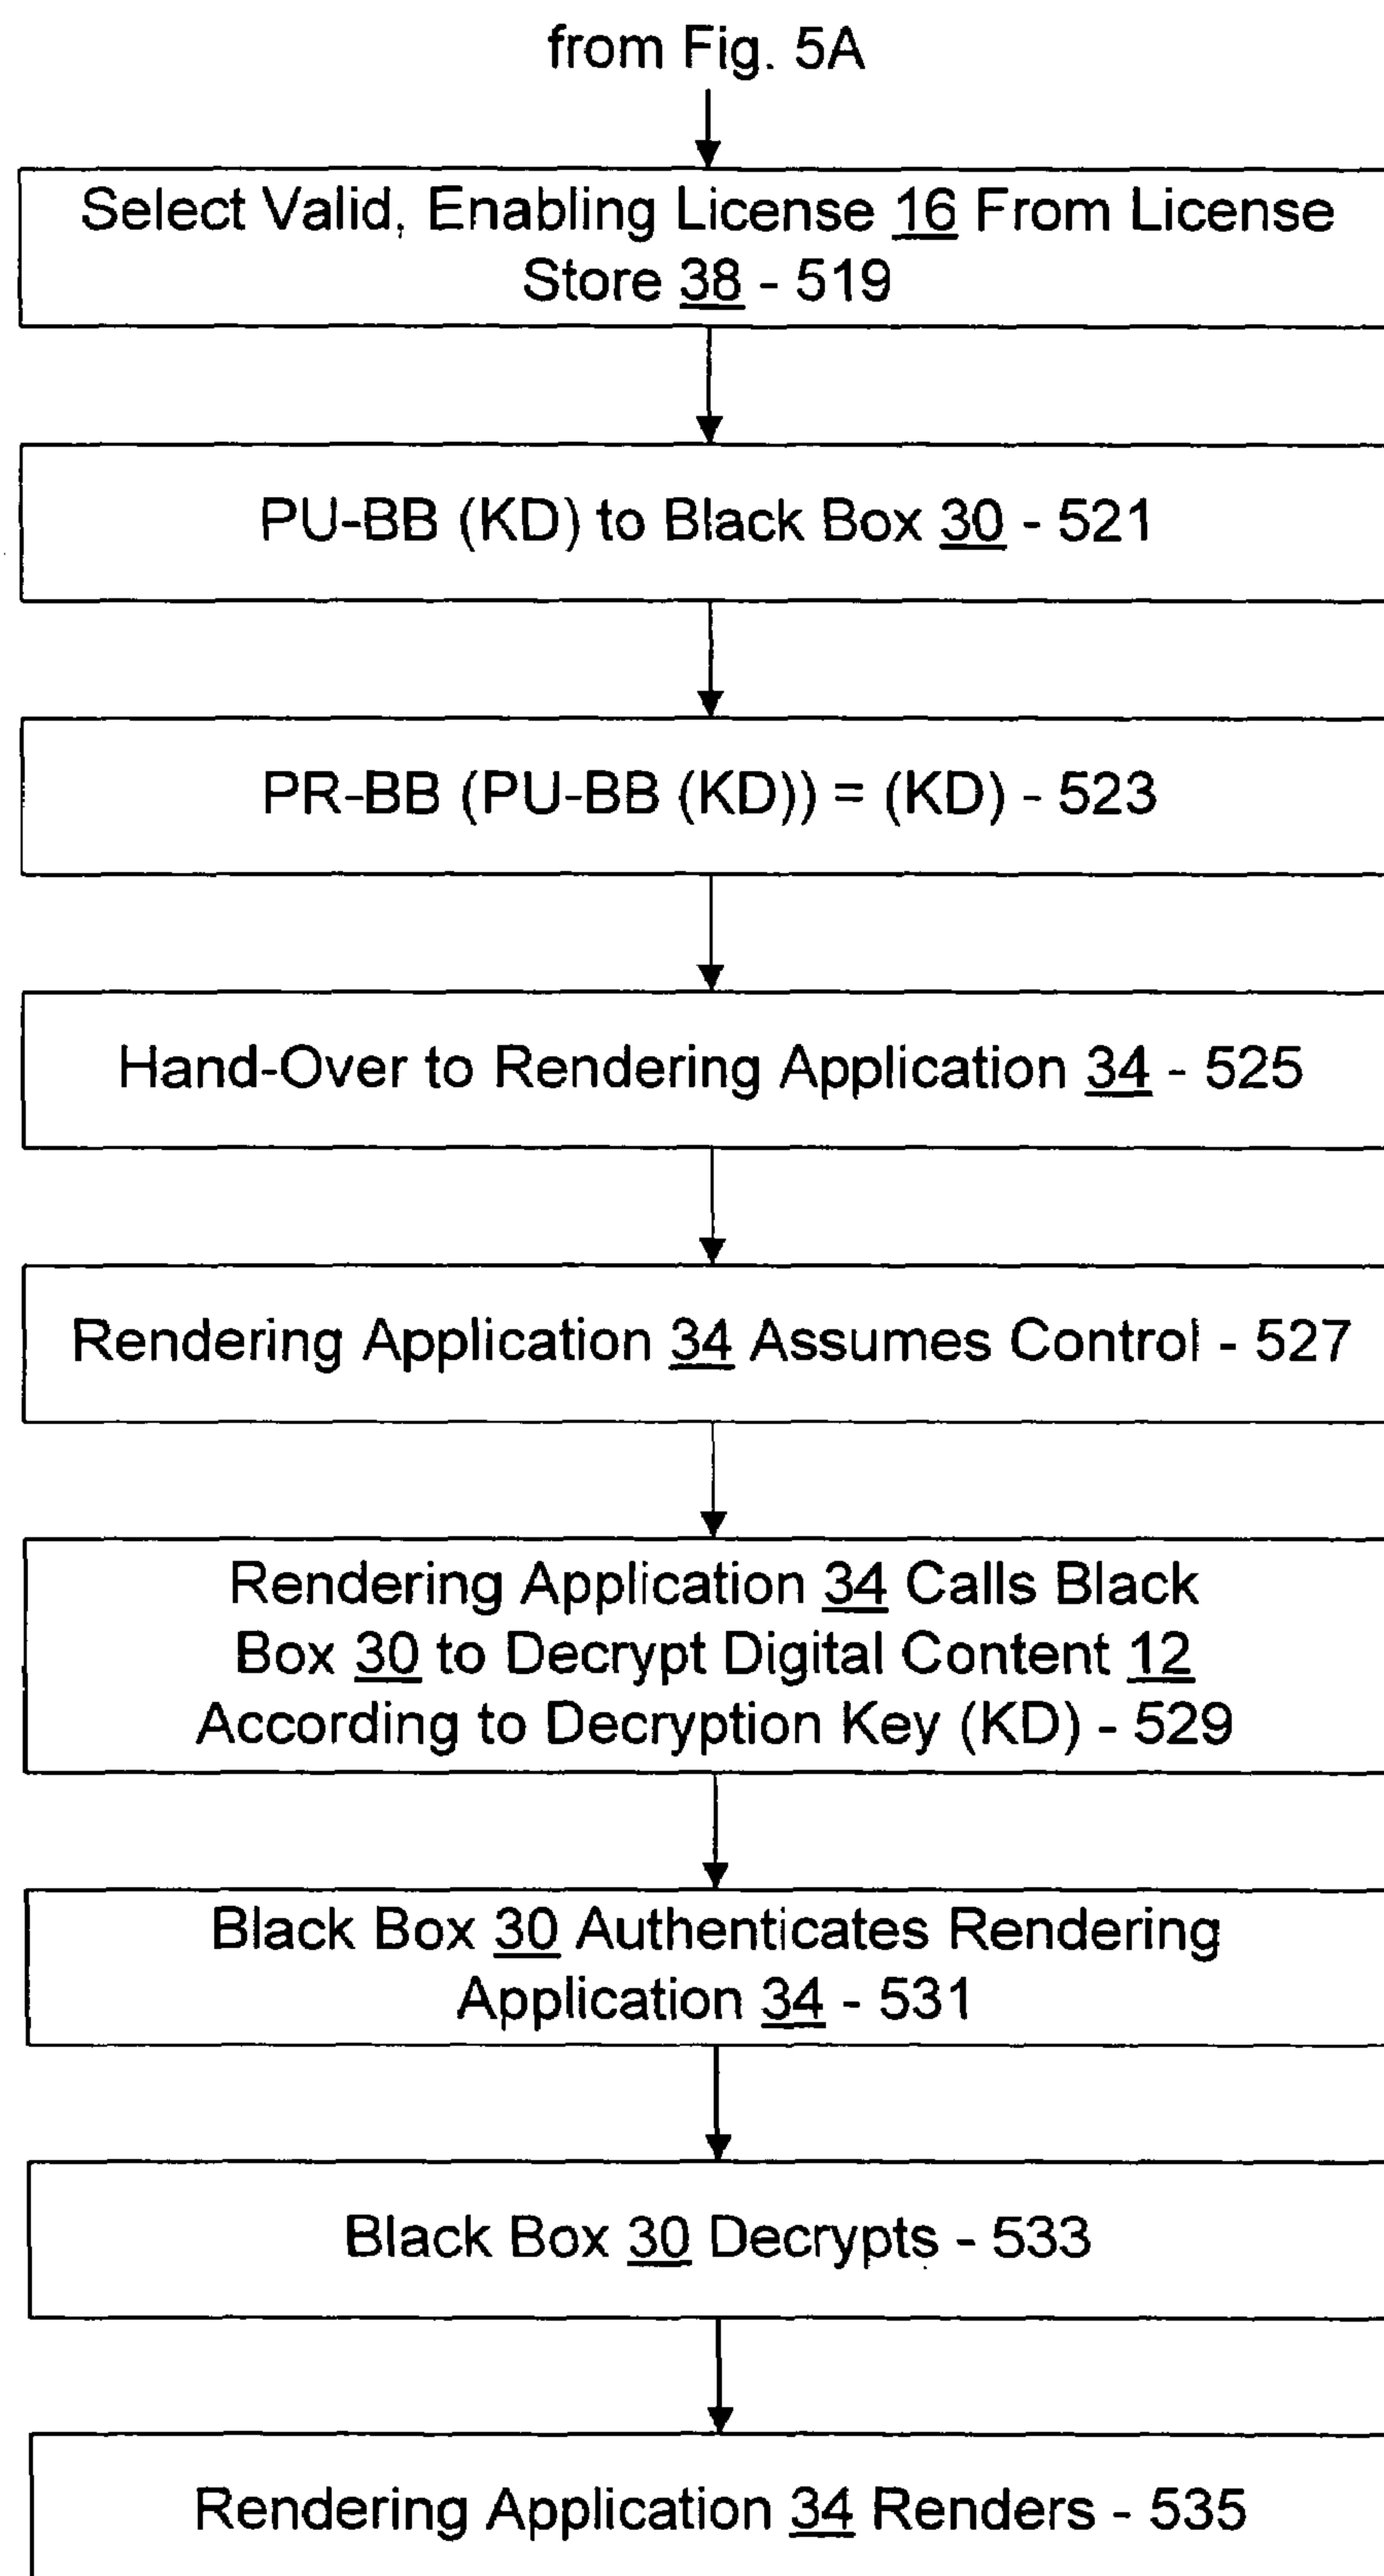 from Fig. 5A
Select Valid, Enabling License 16 From License
Store 38 - 519
PU-BB (KD) to Black Box 30 - 521
PR-BB (PU-BB (KD)) = (KD) - 523
Hand-Over to Rendering Application 34 - 525
Rendering Application 34 Assumes Control - 527
Rendering Application 34 Calls Black
Box 30 to Decrypt Digital Content 12
According to Decryption Key (KD) - 529
Black Box 30 Authenticates Rendering
Application 34 - 531
Black Box 30 Decrypts - 533
Rendering Application 34 Renders - 535